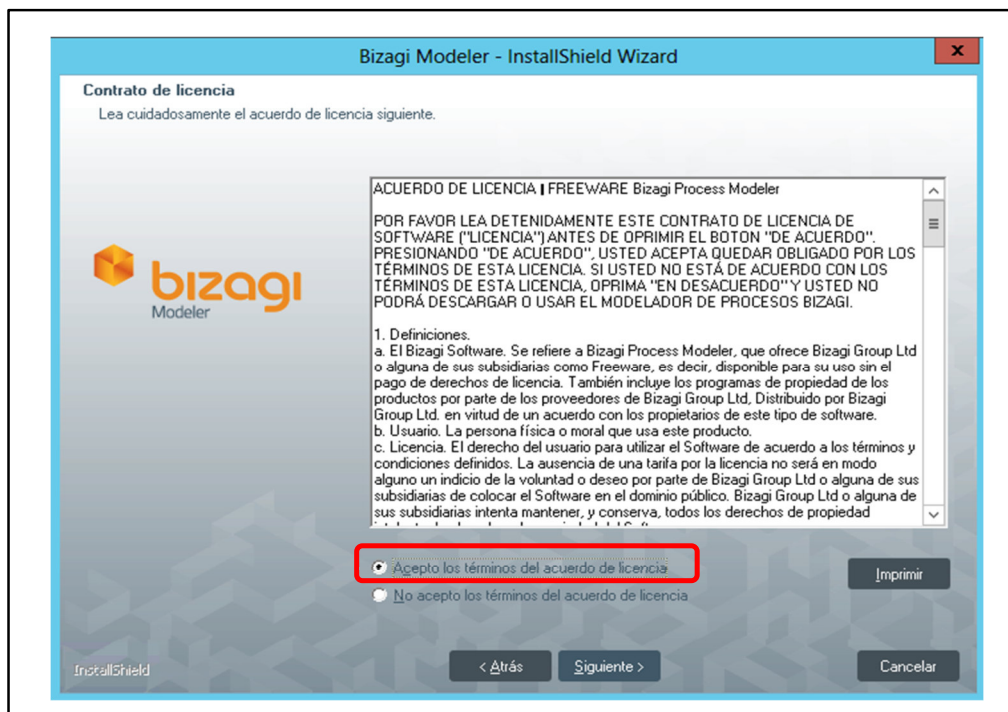 Bizagi Modeler - InstallShield Wizard
x
Contrato de licencia
Lea cuidadosamente el acuerdo de licencia siguiente.
bizagi
Modeler
ACUERDO DE LICENCIA | FREEWARE Bizagi Process Modeler
POR FAVOR LEA DETENIDAMENTE ESTE CONTRATO DE LICENCIA DE
SOFTWARE ("LICENCIA") ANTES DE OPRIMIR EL BOTON "DE ACUERDO".
PRESIONANDO "DE ACUERDO", USTED ACEPTA QUEDAR OBLIGADO POR LOS
TÉRMINOS DE ESTA LICENCIA. SI USTED NO ESTÁ DE ACUERDO CON LOS
TÉRMINOS DE ESTA LICENCIA, OPRIMA "EN DESACUERDO" Y USTED NO
PODRÁ DESCARGAR O USAR EL MODELADOR DE PROCESOS BIZAGI.
1. Definiciones.
a. El Bizagi Software. Se refiere a Bizagi Process Modeler, que ofrece Bizagi Group Ltd
o alguna de sus subsidiarias como Freeware, es decir, disponible para su uso sin el
pago de derechos de licencia. También incluye los programas de propiedad de los
productos por parte de los proveedores de Bizagi Group Ltd, Distribuido por Bizagi
Group Ltd. en virtud de un acuerdo con los propietarios de este tipo de software.
b. Usuario. La persona física o moral que usa este producto.
c. Licencia. El derecho del usuario para utilizar el Software de acuerdo a los términos y
condiciones definidos. La ausencia de una tarifa por la licencia no será en modo
alguno un indicio de la voluntad o deseo por parte de Bizagi Group Ltd o alguna de sus
subsidiarias de colocar el Software en el dominio público. Bizagi Group Ltd o alguna de
sus subsidiarias intenta mantener, y conserva, todos los derechos de propiedad
Acepto los términos del acuerdo de licencia
No acepto los términos del acuerdo de licencia
Imprimir
InstallShield
< Atrás
Siguiente >
Cancelar